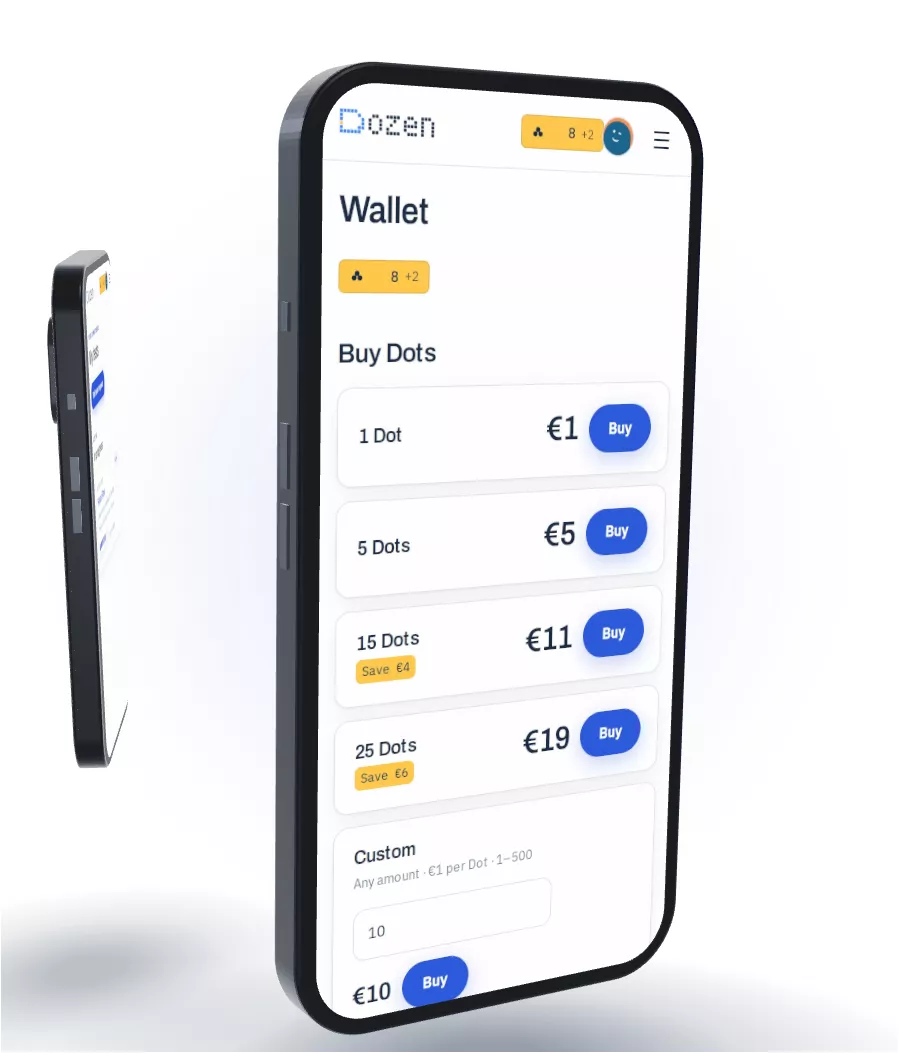 Dozen
8 +2
Wallet
8 +2
Buy Dots
1 Dot €1 Buy
5 Dots €5 Buy
15 Dots €11 Buy
Save €4
25 Dots €19 Buy
Save €6
Custom
Any amount · €1 per Dot · 1–500
10
€10 Buy